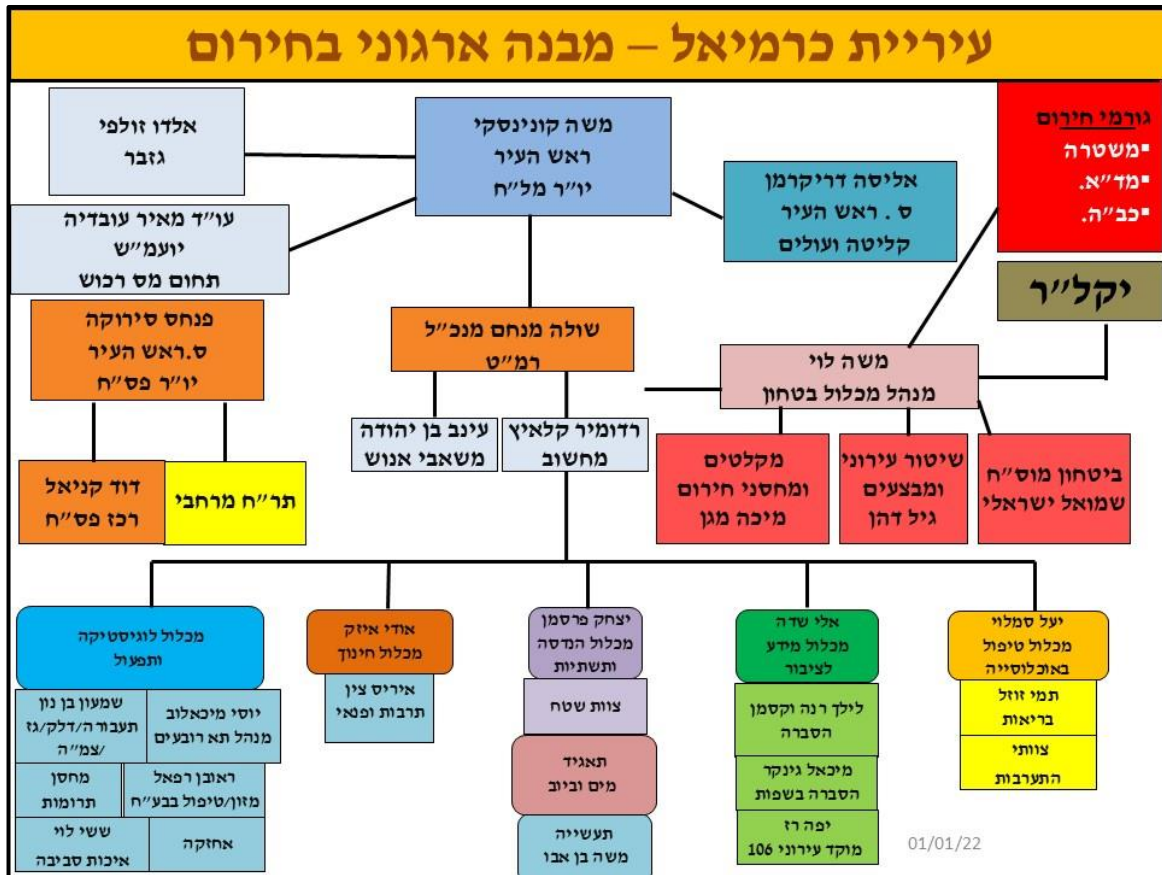 עיריית כרמיאל – מבנה ארגוני בחירום
גורמי חירום
▪משטרה
▪מד"א.
▪כב"ה.
משה קונינסקי
ראש העיר
יו"ר מל"ח
אלדו זולפי
גזבר
אליסה דריקרמן
ס . ראש העיר
קליטה ועולים
עו"ד מאיר עובדיה
יועמ"ש
תחום מס רכוש
יקל"ר
פנחס סירוקה
ס.ראש העיר
יו"ר פס"ח
שולה מנחם מנכ"ל
רמ"ט
משה לוי
מנהל מכלול בטחון
רדומיר קלאיץ
מחשוב
עינב בן יהודה
משאבי אנוש
ביטחון מוס"ח
שמואל ישראלי
שיטור עירוני
ומבצעים
גיל דהן
מקלטים
ומחסני חירום
מיכה מגן
תר"ח מרחבי
דוד קניאל
רכז פס"ח
יעל סמלוי
מכלול טיפול
באוכלוסייה
תמי זוזל
בריאות
צוותי
התערבות
אלי שדה
מכלול מידע
לציבור
לילך רנה וקסמן
הסברה
מיכאל גינקר
הסברה בשפות
יפה רז
מוקד עירוני 106
יצחק פרסמן
מכלול הנדסה
ותשתיות
צוות שטח
תאגיד
מים וביוב
תעשייה
משה בן אבו
אודי איזק
מכלול חינוך
איריס צין
תרבות ופנאי
מכלול לוגיסטיקה
ותפעול
יוסי מיכאלוב
מנהל תא רובעים
שמעון בן נון
תעבורה/דלק/גז
/צמ"ה
ראובן רפאל
מזון/טיפול בבע"ח
מחסן
תרומות
אחזקה
ששי לוי
איכות סביבה
01/01/22